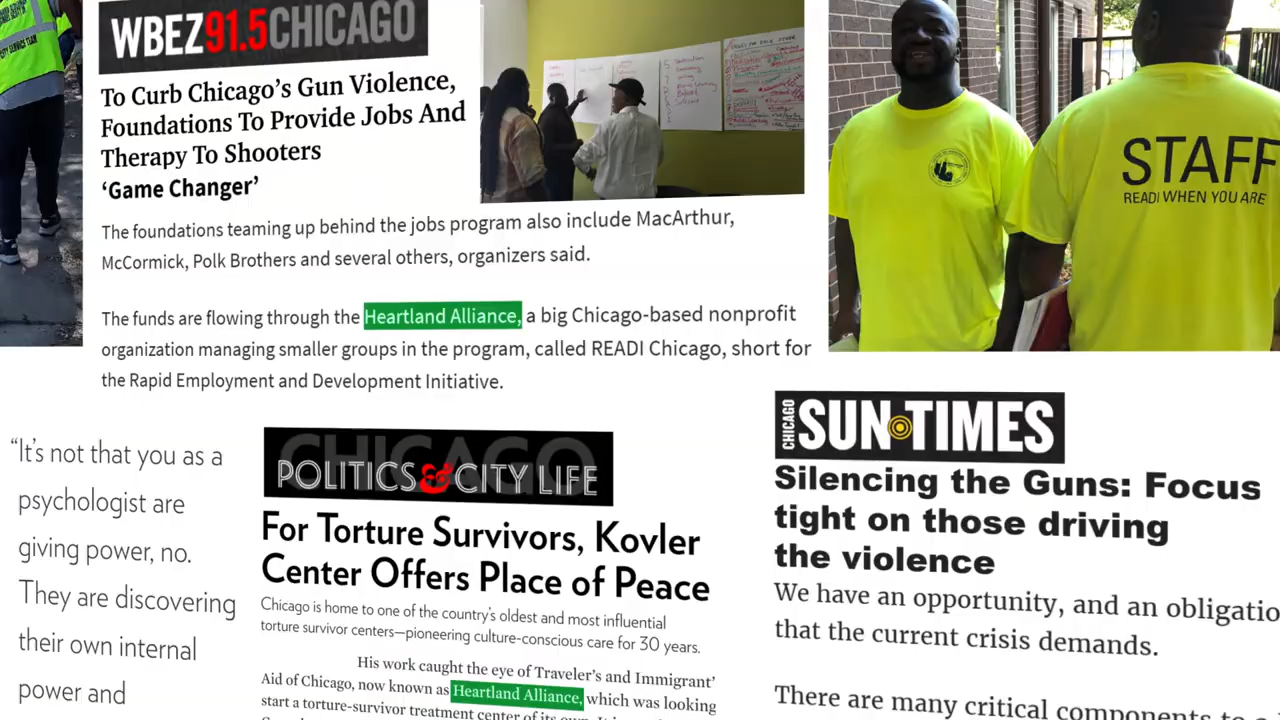 WBEZ91.5CHICAGO
To Curb Chicago's Gun Violence,
Foundations To Provide Jobs And
Therapy To Shooters
‘Game Changer’
The foundations teaming up behind the jobs program also include MacArthur,
McCormick, Polk Brothers and several others, organizers said.
The funds are flowing through the Heartland Alliance, a big Chicago-based nonprofit
organization managing smaller groups in the program, called READI Chicago, short for
the Rapid Employment and Development Initiative.
STAFF
READI WHEN YOU ARE
“It's not that you as a
psychologist are
giving power, no.
They are discovering
their own internal
power and
CHICAGO
POLITICS & CITY LIFE
For Torture Survivors, Kovler
Center Offers Place of Peace
Chicago is home to one of the country's oldest and most influential
torture survivor centers—pioneering culture-conscious care for 30 years.
His work caught the eye of Traveler's and Immigrant'
Aid of Chicago, now known as Heartland Alliance, which was looking
start a torture-survivor treatment center of its own.
CHICAGO
SUN TIMES
Silencing the Guns: Focus
tight on those driving
the violence
We have an opportunity, and an obligatio
that the current crisis demands.
There are many critical components to